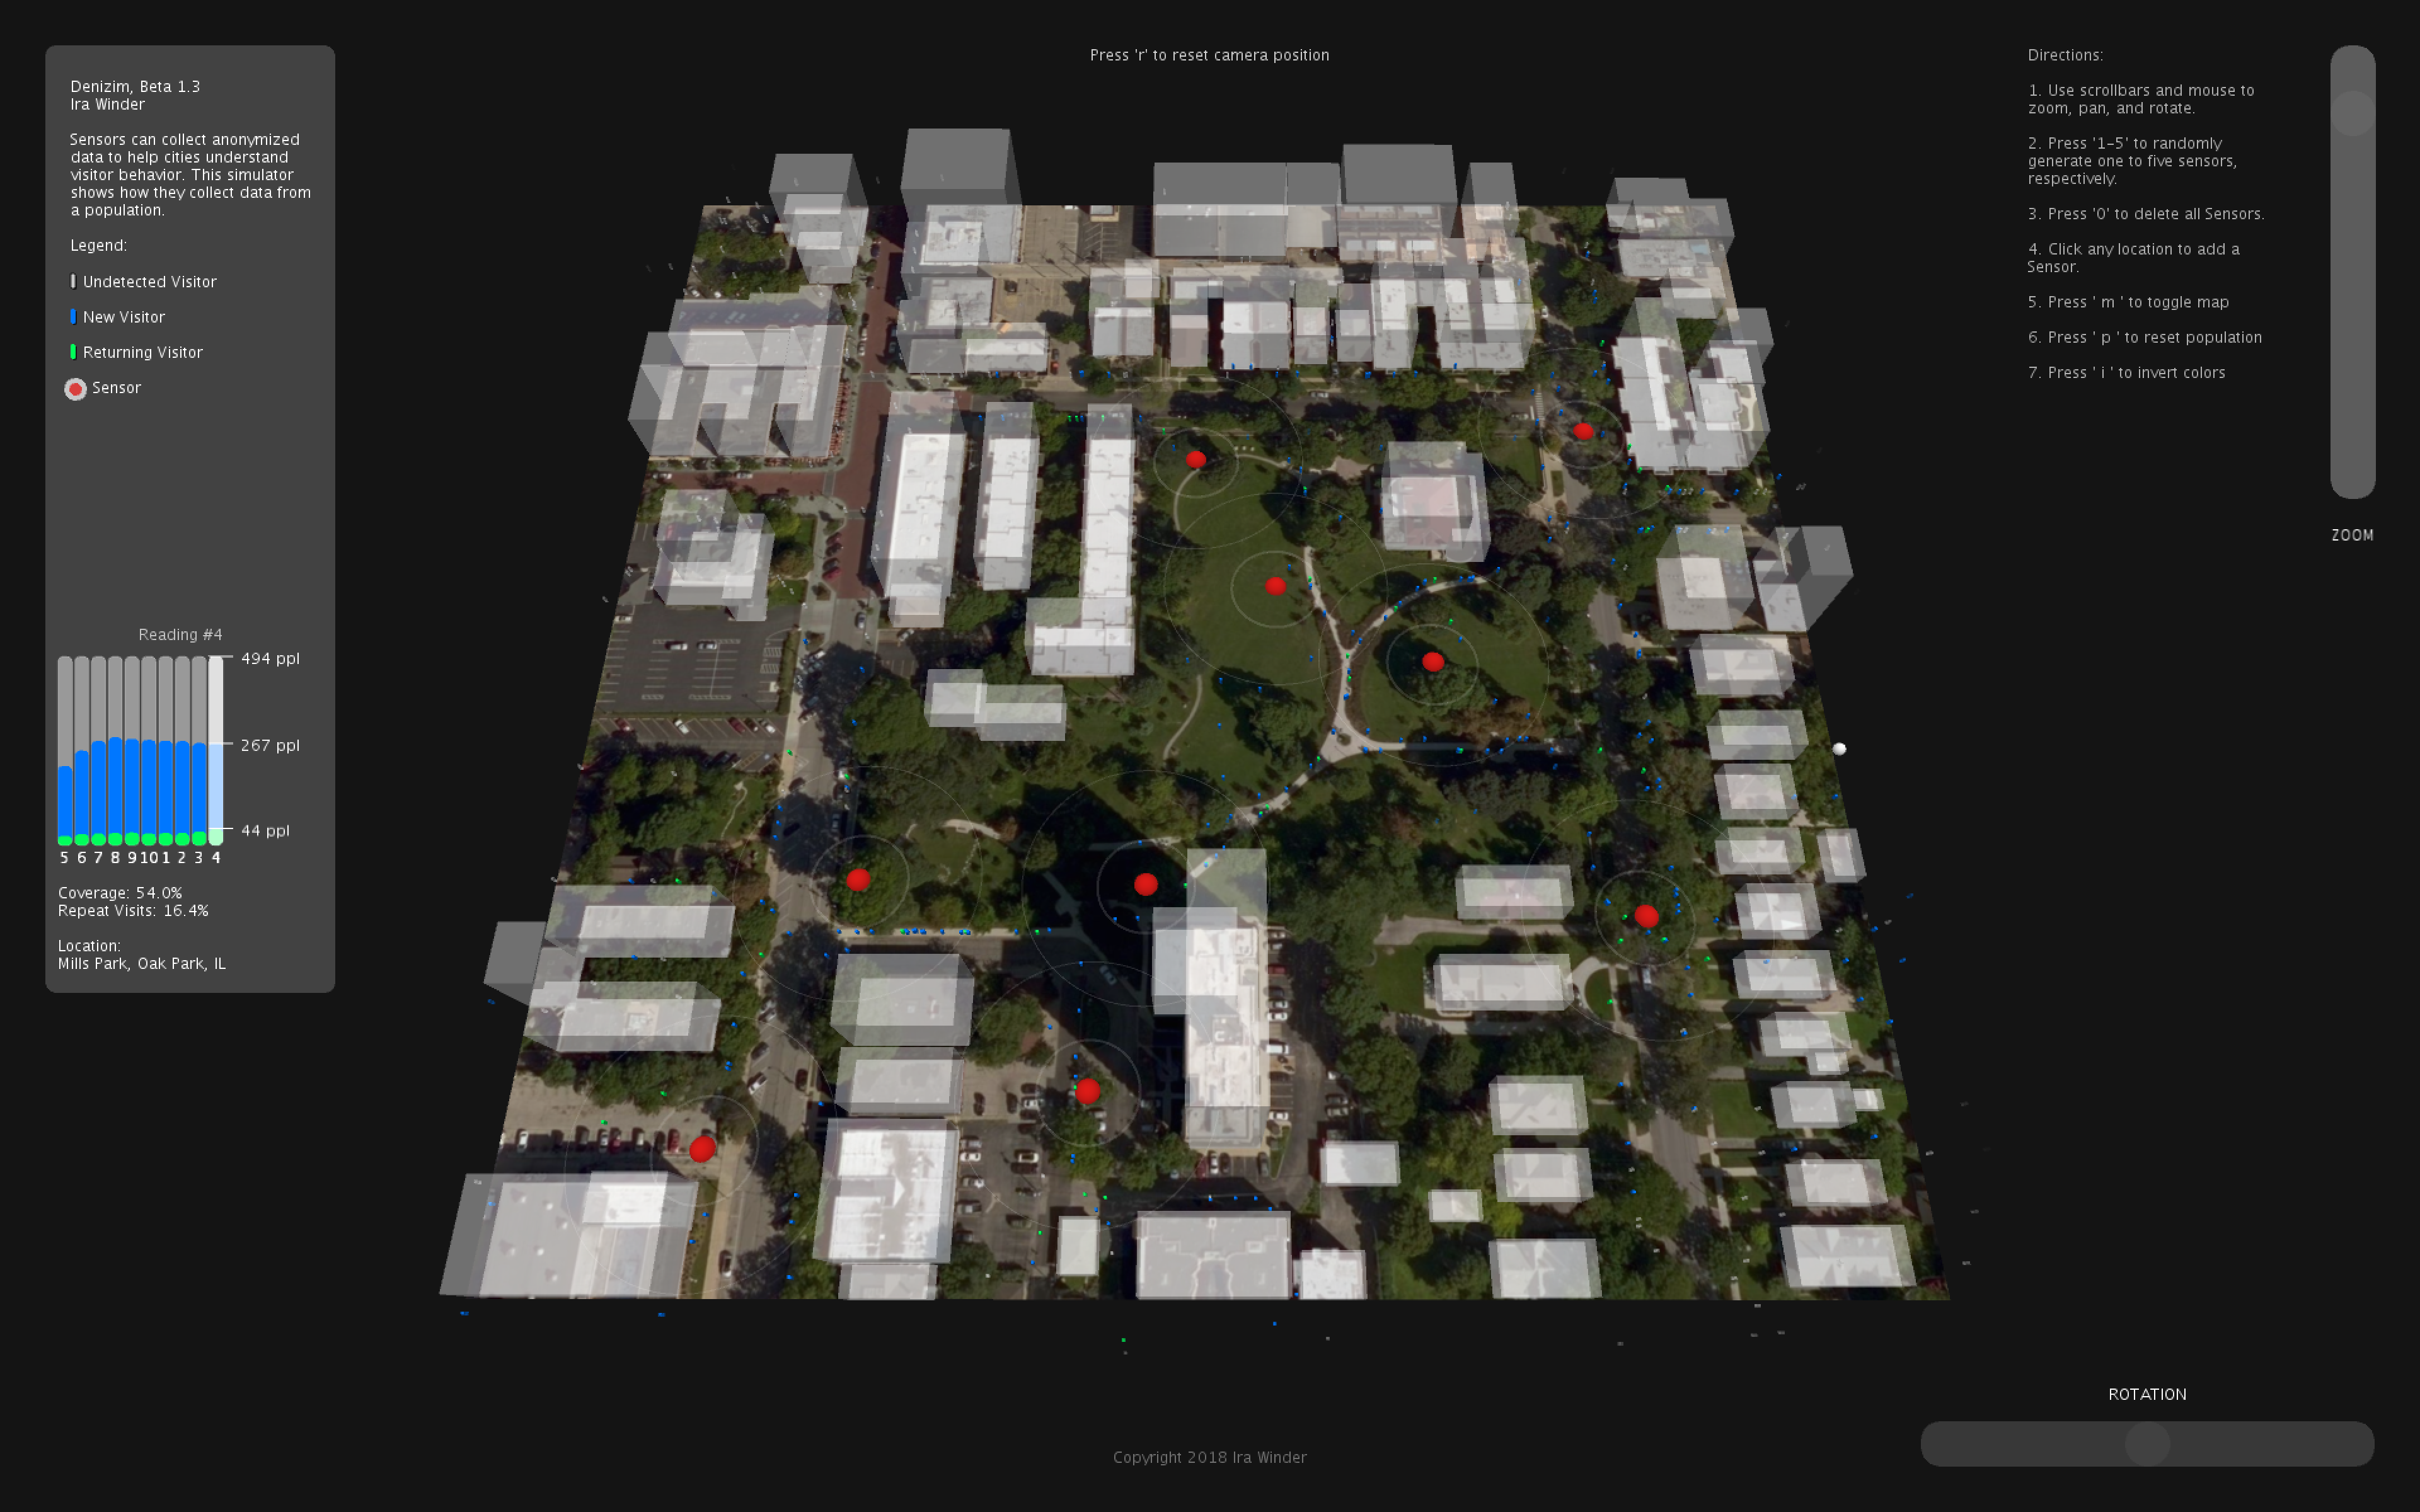 Denizim, Beta 1.3
Ira Winder
Sensors can collect anonymized
data to help cities understand
visitor behavior. This simulator
shows how they collect data from
a population.
Legend:
Undetected Visitor
New Visitor
Returning Visitor
Sensor
Reading #4
494 ppl
267 ppl
44 ppl
5 6 7 8 9 10 1 2 3 4
Coverage: 54.0%
Repeat Visits: 16.4%
Location:
Mills Park, Oak Park, IL
Press 'r' to reset camera position
Directions:
1. Use scrollbars and mouse to
zoom, pan, and rotate.
2. Press '1-5' to randomly
generate one to five sensors,
respectively.
3. Press '0' to delete all Sensors.
4. Click any location to add a
Sensor.
5. Press ' m ' to toggle map
6. Press ' p ' to reset population
7. Press ' i ' to invert colors
ZOOM
ROTATION
Copyright 2018 Ira Winder